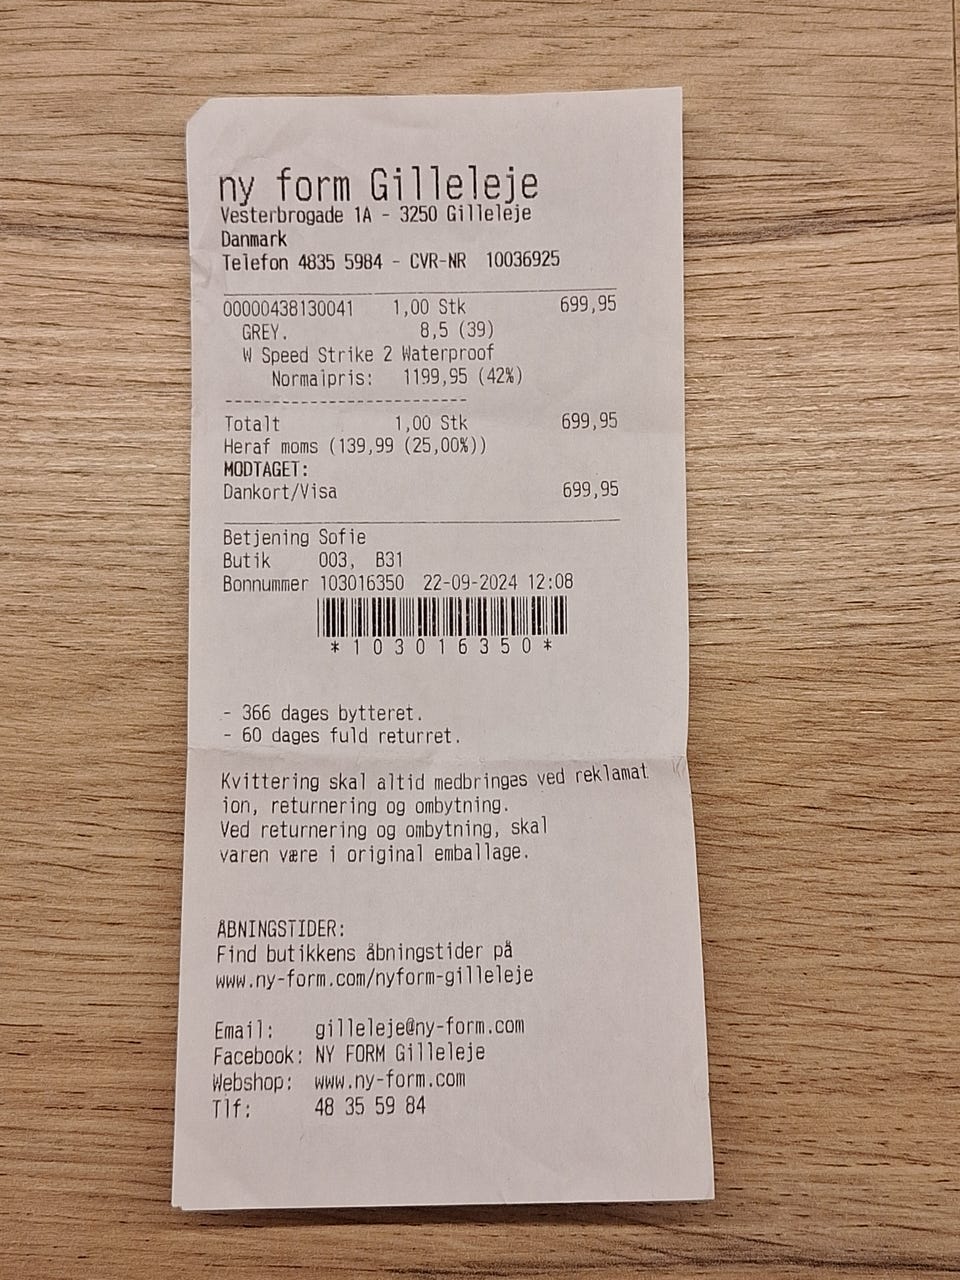 ny form Gilleleje
Vesterbrogade 1A - 3250 Gilleleje
Danmark
Telefon 4835 5984 - CVR-NR 10036925
00000438130041 1,00 Stk 699,95
GREY. 8,5 (39)
W Speed Strike 2 Waterproof
Normalpris: 1199,95 (42%)
--------------------------
Totalt 1,00 Stk 699,95
Heraf moms (139,99 (25,00%))
MODTAGET:
Dankort/Visa 699,95
Betjening Sofie
Butik 003, B31
Bonnummer 103016350 22-09-2024 12:08
*103016350*
- 366 dages bytteret.
- 60 dages fuld returret.
Kvittering skal altid medbringes ved reklamat
ion, returnering og ombytning.
Ved returnering og ombytning, skal
varen være i original emballage.
ÅBNINGSTIDER:
Find butikkens åbningstider på
www.ny-form.com/nyform-gilleleje
Email: gilleleje@ny-form.com
Facebook: NY FORM Gilleleje
Webshop: www.ny-form.com
Tlf: 48 35 59 84